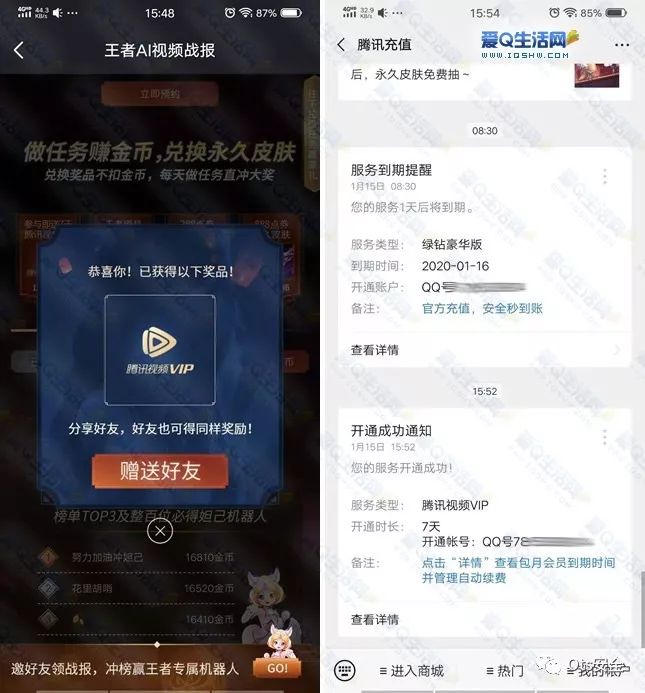 4G 44.3 KB/s
15:48
87%
王者AI视频战报
立即预约
做任务赚金币,兑换永久皮肤
兑换奖品不扣金币,每天做任务直冲大奖
恭喜你!已获得以下奖品!
腾讯视频VIP
分享好友,好友也可得同样奖励!
赠送好友
榜单TOP3及整百位必得妲己机器人
1 努力加油冲妲己 16810金币
2 花里胡哨 16520金币
16410金币
邀好友领战报,冲榜赢王者专属机器人
GO!
4G 32.9 KB/s
15:54
85%
腾讯充值
爱Q生活网
www.iqshw.com
后,永久皮肤免费抽~
08:30
服务到期提醒
1月15日 08:30
您的服务1天后将到期。
服务类型: 绿钻豪华版
到期时间: 2020-01-16
开通账户: QQ号
备注: 官方充值,安全秒到账
查看详情
15:52
开通成功通知
1月15日 15:52
您的服务开通成功!
服务类型: 腾讯视频VIP
开通时长: 7天
开通帐号: QQ号78
备注: 点击“详情”查看包月会员到期时间
并管理自动续费
查看详情
进入商城
热门
我的帐户